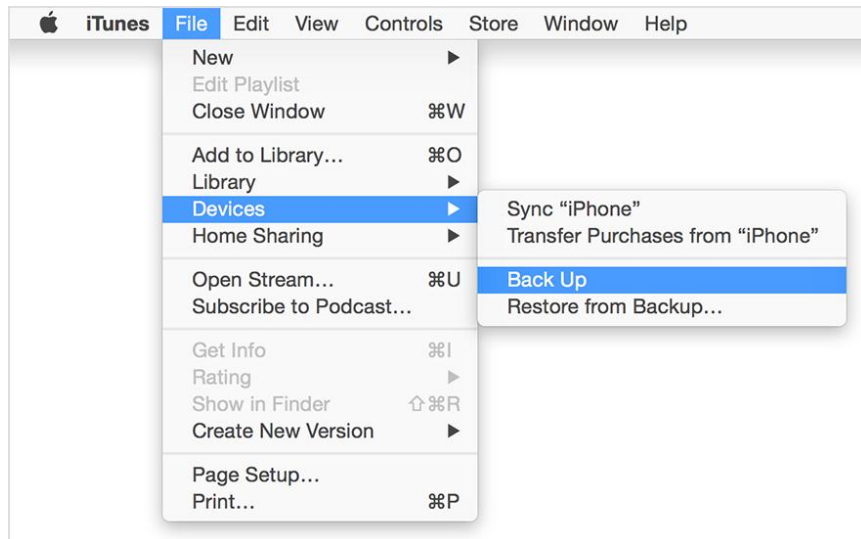 iTunes File Edit View Controls Store Window Help
New
Edit Playlist
Close Window ⌘W
Add to Library… ⌘O
Library
Devices
Home Sharing
Open Stream… ⌘U
Subscribe to Podcast…
Get Info ⌘I
Rating
Show in Finder ⇧⌘R
Create New Version
Page Setup…
Print… ⌘P
Sync “iPhone”
Transfer Purchases from “iPhone”
Back Up
Restore from Backup…